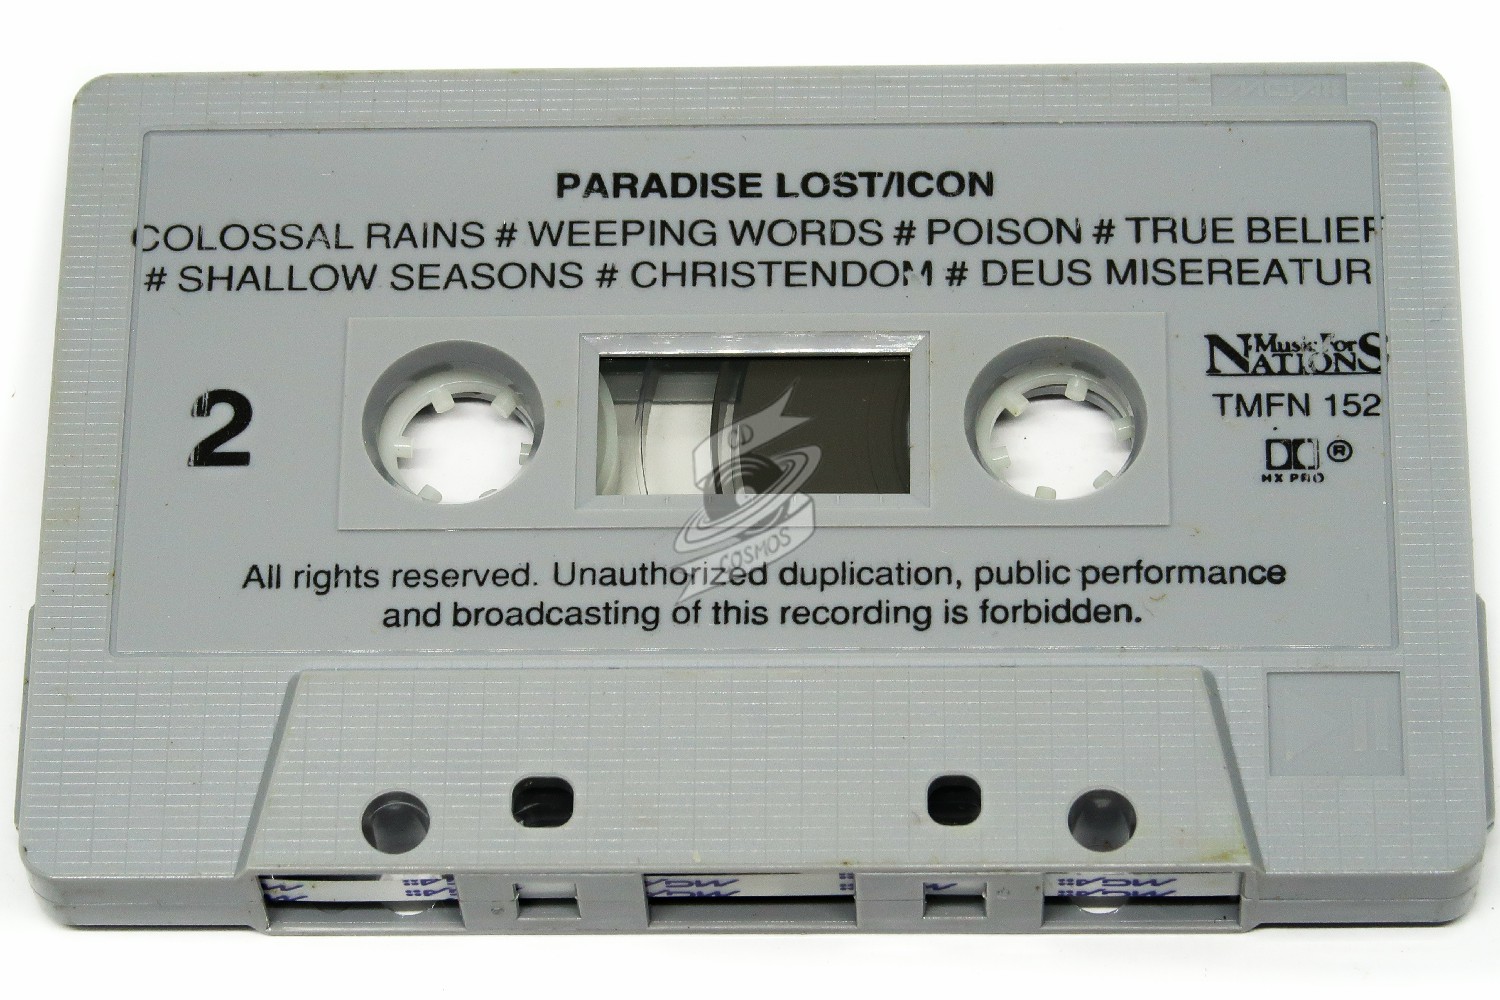 PARADISE LOST/ICON
COLOSSAL RAINS # WEEPING WORDS # POISON # TRUE BELIEF
# SHALLOW SEASONS # CHRISTENDOM # DEUS MISEREATUR
Music For
NATIONS
TMFN 152
2
®
HX PRO
CD
COSMOS
All rights reserved. Unauthorized duplication, public performance
and broadcasting of this recording is forbidden.